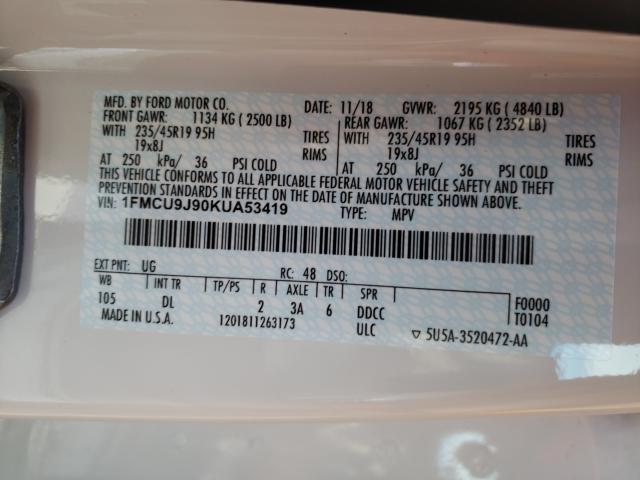 MFD. BY FORD MOTOR CO.
DATE: 11/18 GVWR: 2195 KG ( 4840 LB)
FRONT GAWR: 1134 KG ( 2500 LB)
REAR GAWR: 1067 KG ( 2352 LB)
WITH 235/45R19 95H TIRES
WITH 235/45R19 95H TIRES
19x8J RIMS
19x8J RIMS
AT 250 kPa/ 36 PSI COLD
AT 250 kPa/ 36 PSI COLD
THIS VEHICLE CONFORMS TO ALL APPLICABLE FEDERAL MOTOR VEHICLE SAFETY AND THEFT
PREVENTION STANDARDS IN EFFECT ON THE DATE OF MANUFACTURE SHOWN ABOVE.
VIN: 1FMCU9J90KUA53419
TYPE: MPV
EXT PNT: UG RC: 48 DSO:
WB INT TR TP/PS R AXLE TR SPR
105 DL 2 3A 6 DDCC
ULC
F0000
T0104
MADE IN U.S.A. 1201811263173
▽ 5U5A-3520472-AA